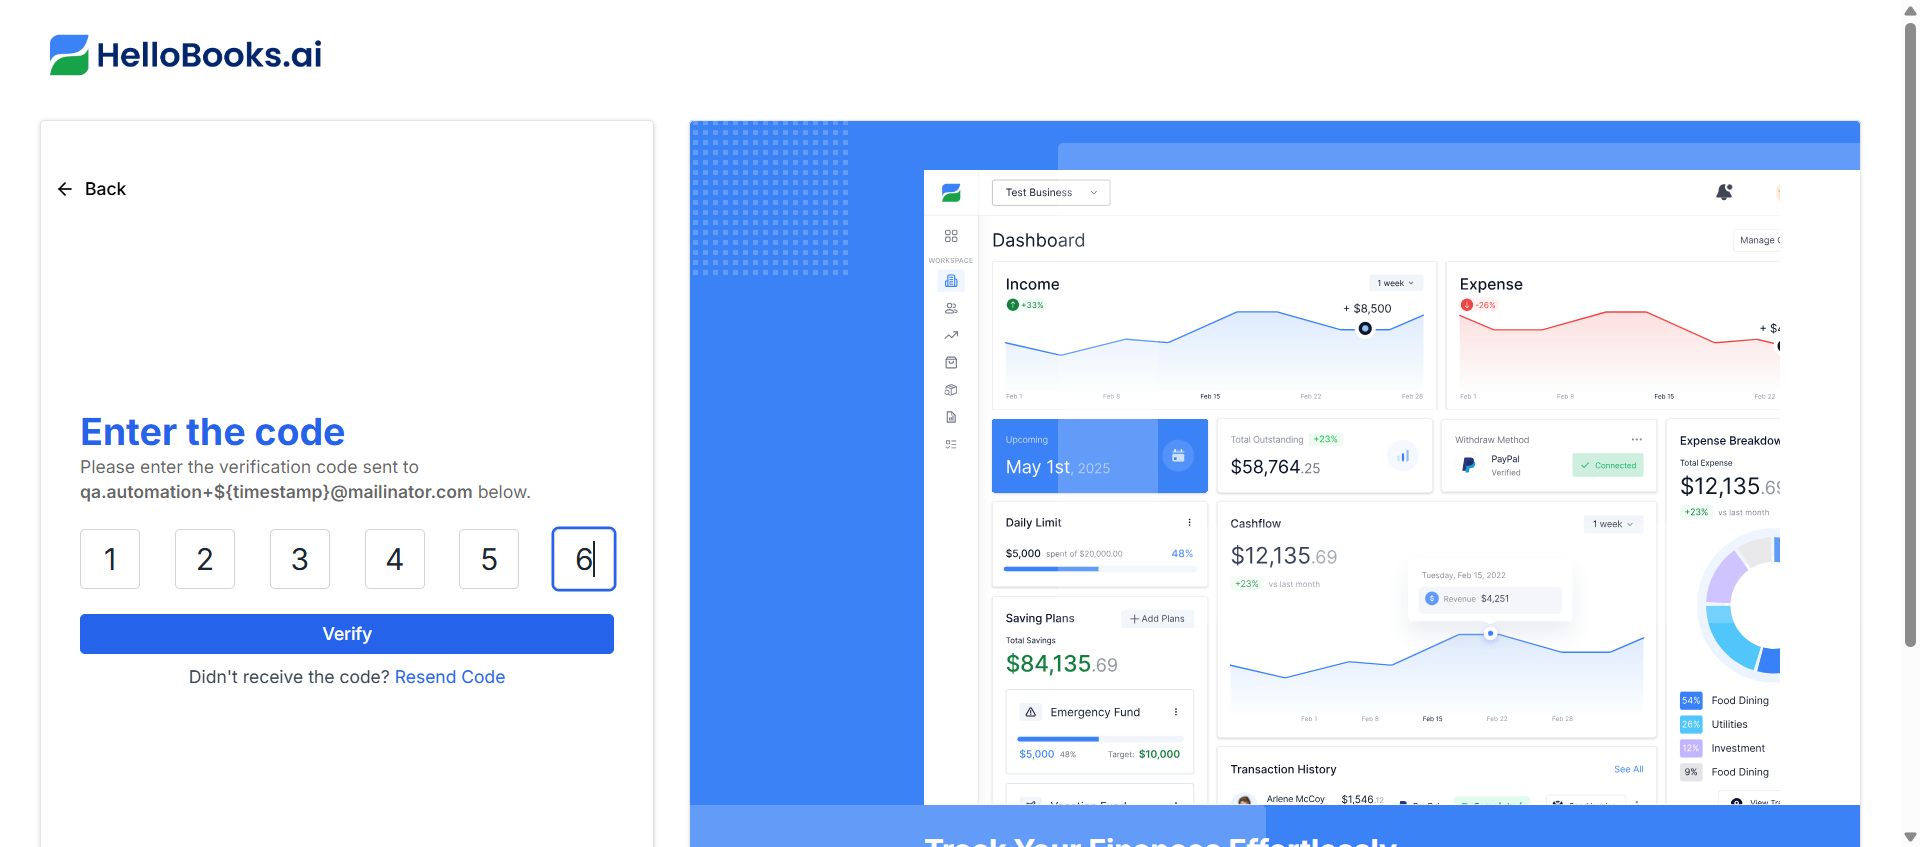 HelloBooks.ai
Back
Enter the code
Please enter the verification code sent to
qa.automation+${timestamp}@mailinator.com below.
1 2 3 4 5 6
Verify
Didn't receive the code? Resend Code
Test Business
Dashboard
Manage
WORKSPACE
Income
1 week
+33%
+ $8,500
Feb 1 Feb 8 Feb 15 Feb 22 Feb 28
Expense
-26%
Feb 1 Feb 8 Feb 15 Feb 22
Upcoming
May 1st, 2025
Total Outstanding +23%
$58,764.25
Withdraw Method
PayPal
Verified
Connected
Expense Breakdow
Total Expense
$12,135.69
+23% vs last month
54% Food Dining
26% Utilities
12% Investment
9% Food Dining
View Tra
Daily Limit
$5,000 spent of $20,000.00 48%
Saving Plans
Add Plans
Total Savings
$84,135.69
Emergency Fund
$5,000 48% Target: $10,000
Cashflow
1 week
$12,135.69
+23% vs last month
Tuesday, Feb 15, 2022
Revenue $4,251
Feb 1 Feb 8 Feb 15 Feb 22 Feb 28
Transaction History
See All
Arlene McCoy $1,546.12
Track Your Finances Effortlessly